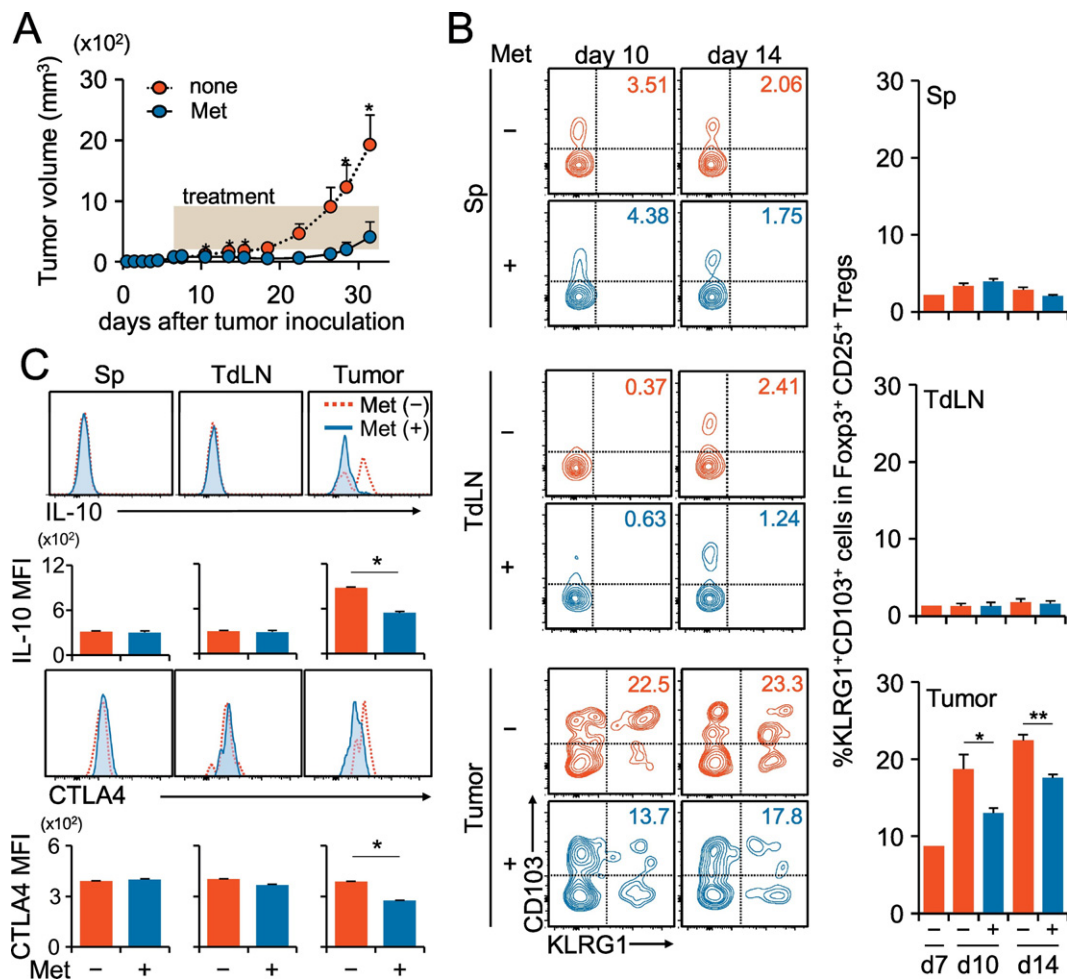 A
(x10²)
Tumor volume (mm³)
30
20
10
0
none
Met
*
*
treatment
*
*
*
0 10 20 30
days after tumor inoculation
B
Met day 10 day 14
Sp
−
3.51 2.06
+
4.38 1.75
TdLN
−
0.37 2.41
+
0.63 1.24
Tumor
−
22.5 23.3
+
13.7 17.8
CD103
KLRG1
%KLRG1⁺CD103⁺ cells in Foxp3⁺ CD25⁺ Tregs
30
20
10
0
Sp
30
20
10
0
TdLN
30
20
10
0
Tumor
*
**
− + − +
d7 d10 d14
C
Sp TdLN Tumor
Met (−)
Met (+)
IL-10
(x10²)
IL-10 MFI
12
6
0
*
CTLA4
(x10²)
CTLA4 MFI
6
3
0
*
Met − + − + − +